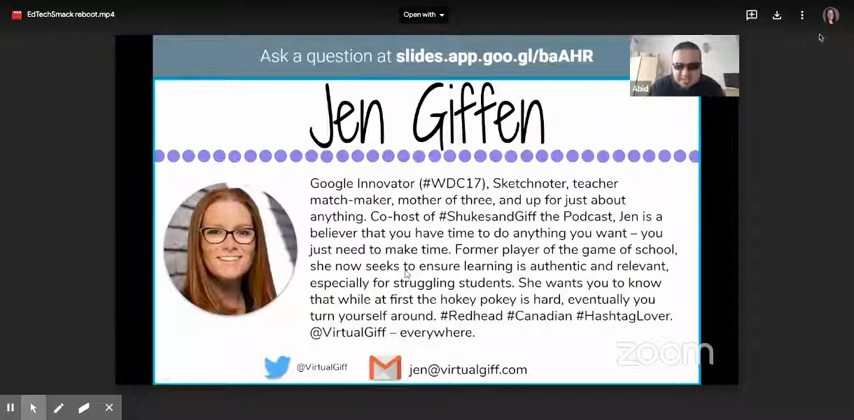 EdTechSmack reboot.mp4
Open with
Ask a question at slides.app.goo.gl/baAHR
Abid
Jen Giffen
Google Innovator (#WDC17), Sketchnoter, teacher
match-maker, mother of three, and up for just about
anything. Co-host of #ShukesandGiff the Podcast, Jen is a
believer that you have time to do anything you want – you
just need to make time. Former player of the game of school,
she now seeks to ensure learning is authentic and relevant,
especially for struggling students. She wants you to know
that while at first the hokey pokey is hard, eventually you
turn yourself around. #Redhead #Canadian #HashtagLover.
@VirtualGiff – everywhere.
zoom
@VirtualGiff
jen@virtualgiff.com